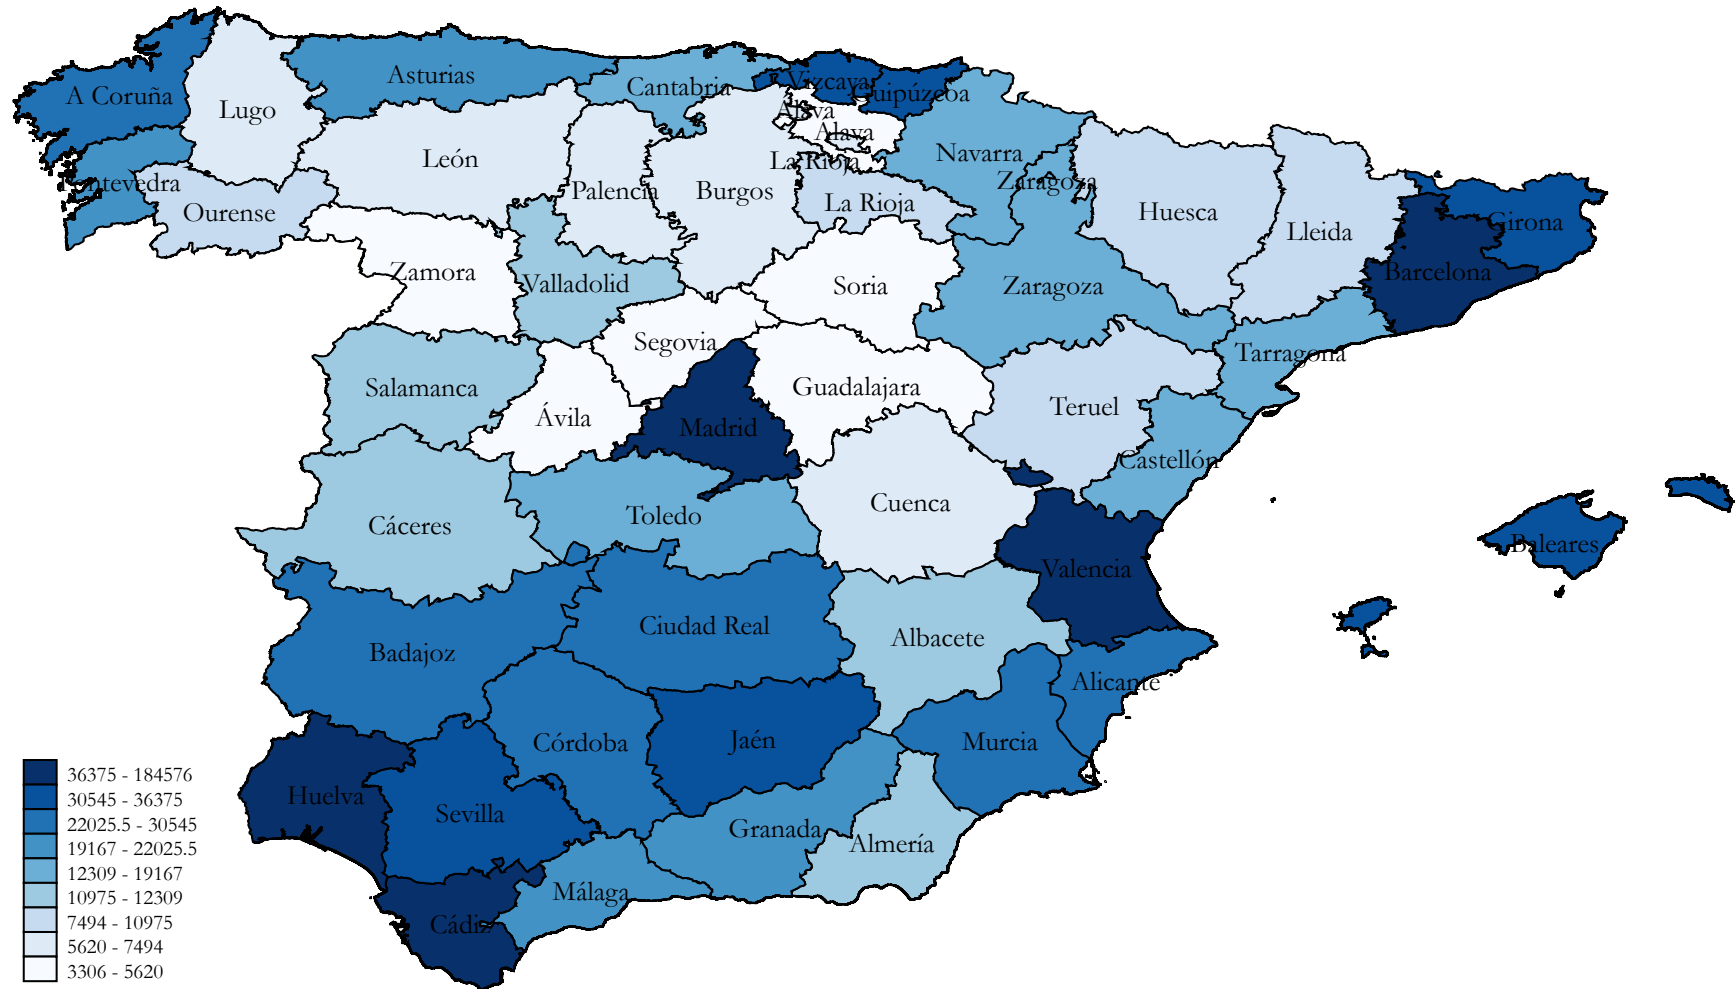 Asturias
Cantabria
Vizcaya
Guipúzcoa
A Coruña
Lugo
Álava
Álava
León
Navarra
La Rioja
Pontevedra
Palencia
Burgos
Zaragoza
Ourense
La Rioja
Huesca
Lleida
Girona
Zamora
Valladolid
Soria
Zaragoza
Barcelona
Segovia
Tarragona
Salamanca
Guadalajara
Ávila
Madrid
Teruel
Castellón
Cáceres
Toledo
Cuenca
Baleares
Valencia
Badajoz
Ciudad Real
Albacete
Alicante
Córdoba
Jaén
Murcia
Huelva
Sevilla
Granada
Almería
Málaga
Cádiz
36375 - 184576
30545 - 36375
22025.5 - 30545
19167 - 22025.5
12309 - 19167
10975 - 12309
7494 - 10975
5620 - 7494
3306 - 5620